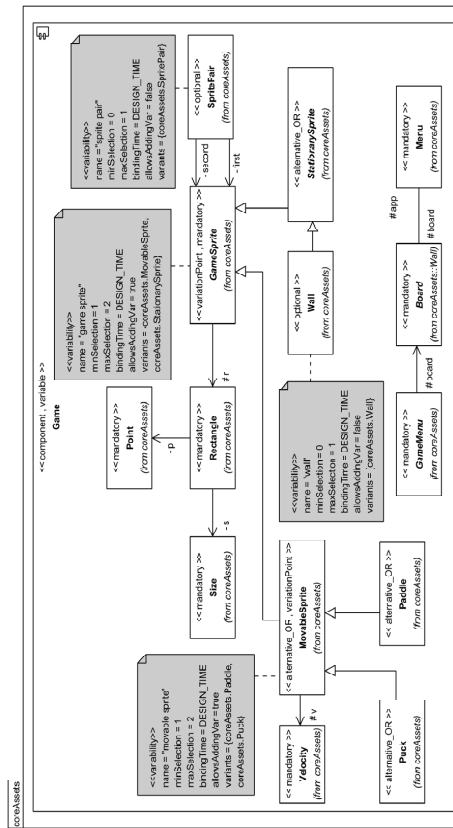 coreAssets
<<component, variable >>
Game
<<variability>>
name = "movable sprite"
minSelection = 1
maxSelection = 2
bindingTime = DESIGN_TIME
allowsAddingVar = true
variants = {coreAssets.Paddle,
coreAssets.Puck}
<<variability>>
name = "game sprite"
minSelection = 1
maxSelection = 2
bindingTime = DESIGN_TIME
allowsAddingVar = true
variants = {coreAssets.MovableSprite,
coreAssets.StationarySprite}
<<variability>>
name = "sprite pair"
minSelection = 0
maxSelection = 1
bindingTime = DESIGN_TIME
allowsAddingVar = false
variants = {coreAssets.SpritePair}
<< mandatory >>
Size
(from coreAssets)
- s
<< mandatory >>
Point
(from coreAssets)
- p
<< mandatory >>
Rectangle
(from coreAssets)
# r
<< variationPoint, mandatory >>
GameSprite
(from coreAssets)
- second
- first
<< optional >>
SpritePair
(from coreAssets)
<< mandatory >>
Velocity
(from coreAssets)
# v
<< alternative_OR, variationPoint >>
MovableSprite
(from coreAssets)
<<variability>>
name = "wall"
minSelection = 0
maxSelection = 1
bindingTime = DESIGN_TIME
allowsAddingVar = false
variants = {coreAssets.Wall}
<< optional >>
Wall
(from coreAssets)
<< alternative_OR >>
StationarySprite
(from coreAssets)
<< alternative_OR >>
Puck
(from coreAssets)
<< alternative_OR >>
Paddle
(from coreAssets)
<< mandatory >>
GameMenu
(from coreAssets)
# board
<< mandatory >>
Board
(from coreAssets::Wall)
# board
# app
<< mandatory >>
Menu
(from coreAssets)